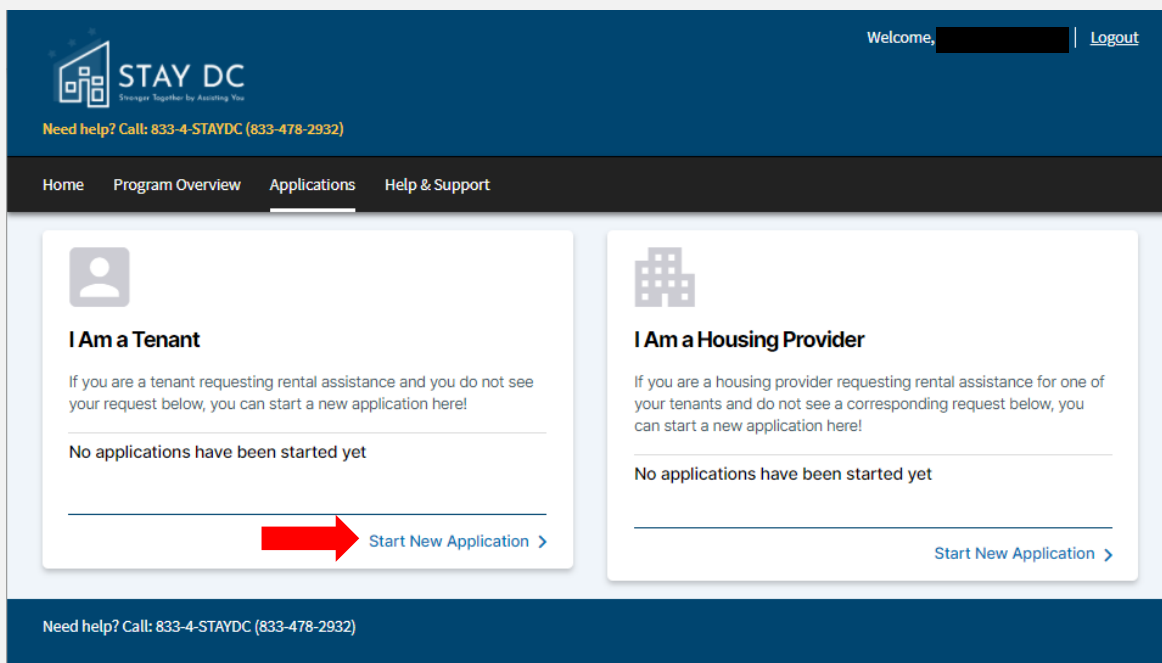 Welcome,
Logout
STAY DC
Stronger Together by Assisting You
Need help? Call: 833-4-STAYDC (833-478-2932)
Home Program Overview Applications Help & Support
I Am a Tenant
If you are a tenant requesting rental assistance and you do not see
your request below, you can start a new application here!
No applications have been started yet
Start New Application
I Am a Housing Provider
If you are a housing provider requesting rental assistance for one of
your tenants and do not see a corresponding request below, you
can start a new application here!
No applications have been started yet
Start New Application
Need help? Call: 833-4-STAYDC (833-478-2932)